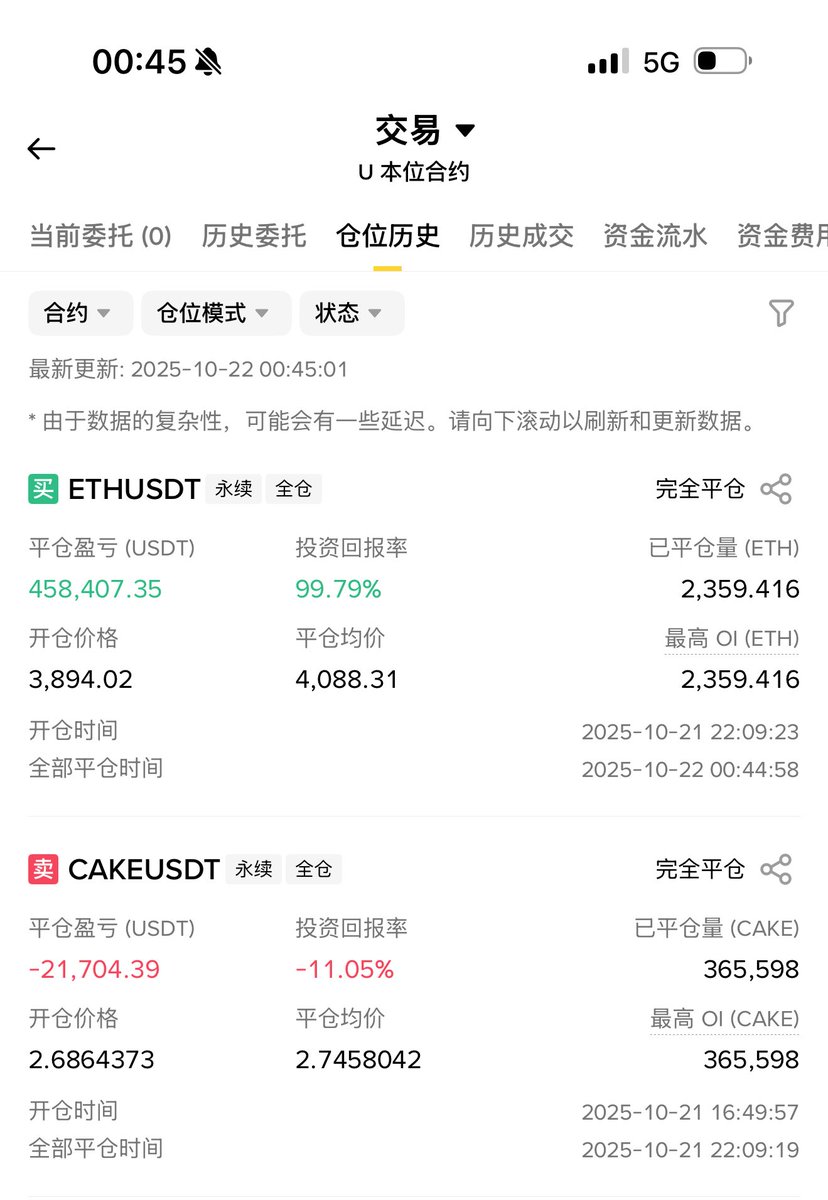 00:45 5G
交易
U 本位合约
当前委托 (0) 历史委托 仓位历史 历史成交 资金流水 资金费用
合约 仓位模式 状态
最新更新: 2025-10-22 00:45:01
* 由于数据的复杂性，可能会有一些延迟。请向下滚动以刷新和更新数据。
买 ETHUSDT 永续 全仓 完全平仓
平仓盈亏 (USDT) 投资回报率 已平仓量 (ETH)
458,407.35 99.79% 2,359.416
开仓价格 平仓均价 最高 OI (ETH)
3,894.02 4,088.31 2,359.416
开仓时间 2025-10-21 22:09:23
全部平仓时间 2025-10-22 00:44:58
卖 CAKEUSDT 永续 全仓 完全平仓
平仓盈亏 (USDT) 投资回报率 已平仓量 (CAKE)
-21,704.39 -11.05% 365,598
开仓价格 平仓均价 最高 OI (CAKE)
2.6864373 2.7458042 365,598
开仓时间 2025-10-21 16:49:57
全部平仓时间 2025-10-21 22:09:19